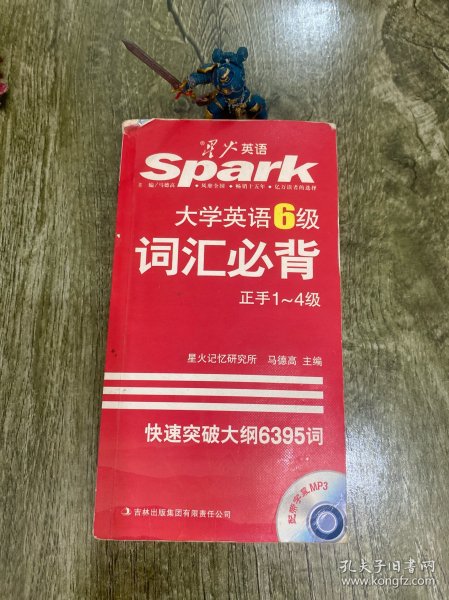 星火英语
Spark
主 编/马德高 ◆风靡全国 ◆畅销十五年 ◆亿万读者的选择
大学英语6级
词汇必背
正手1~4级
星火记忆研究所 马德高 主编
快速突破大纲6395词
配带字幕MP3
吉林出版集团有限责任公司
孔夫子旧书网
www.kongfz.com